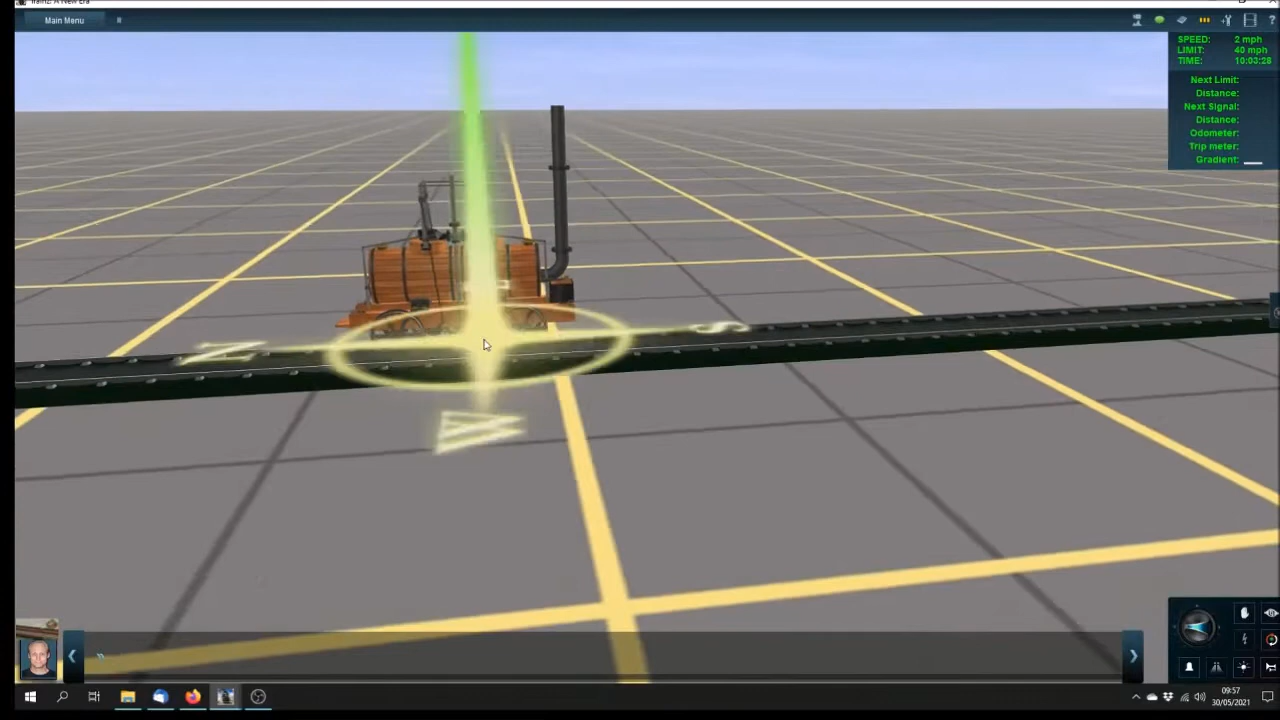 Trainz: A New Era
Main Menu
?
SPEED: 2 mph
LIMIT: 40 mph
TIME: 10:03:28
Next Limit:
Distance:
Next Signal:
Distance:
Odometer:
Trip meter:
Gradient:
N
S
W
09:57
30/05/2021